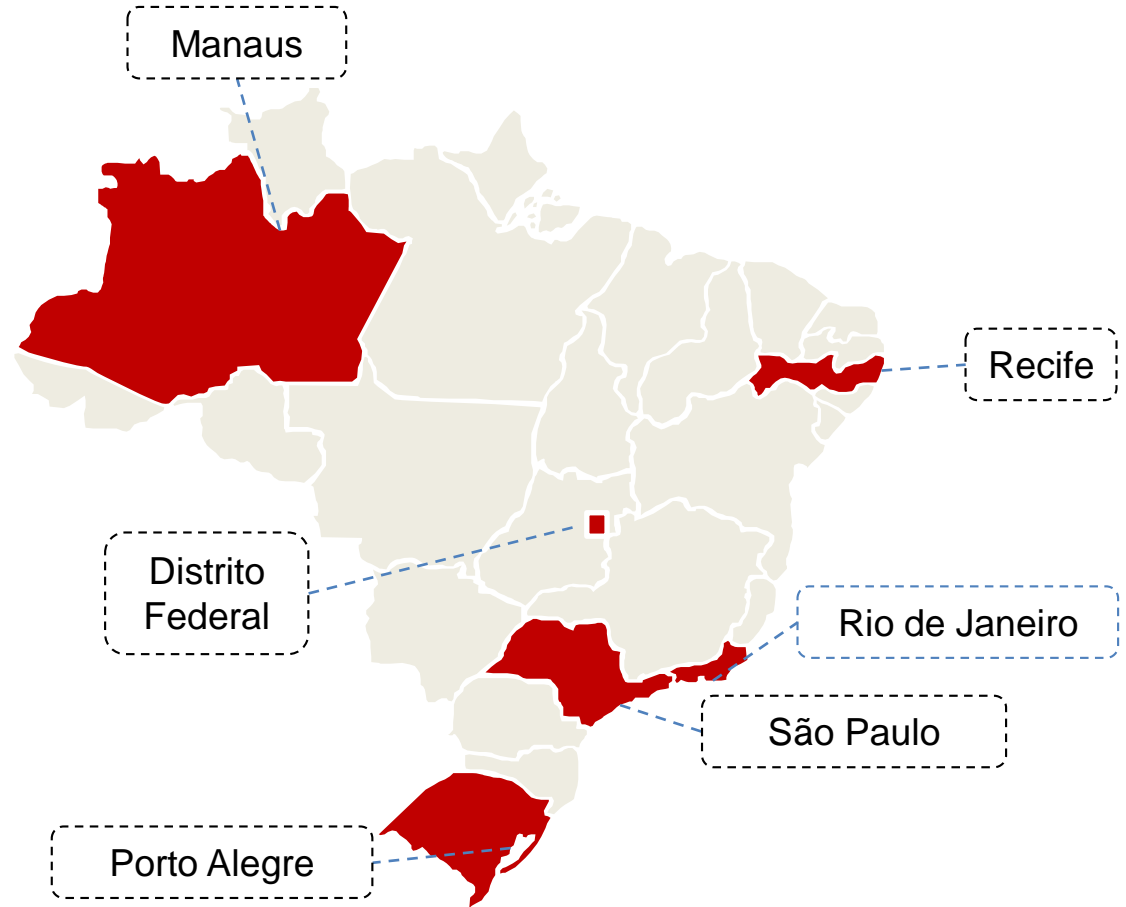 Manaus
Recife
Distrito
Federal
Rio de Janeiro
São Paulo
Porto Alegre